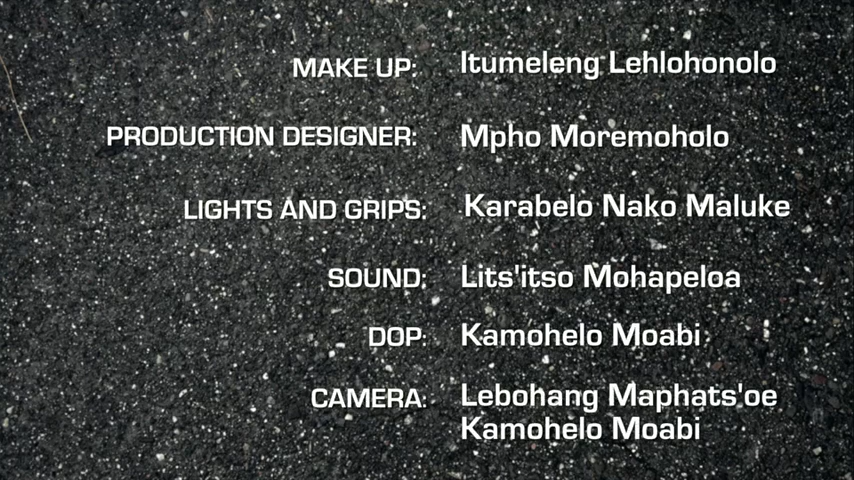 MAKE UP: Itumeleng Lehlohonolo
PRODUCTION DESIGNER: Mpho Moremoholo
LIGHTS AND GRIPS: Karabelo Nako Maluke
SOUND: Lits'itso Mohapeloa
DOP: Kamohelo Moabi
CAMERA: Lebohang Maphats'oe
Kamohelo Moabi